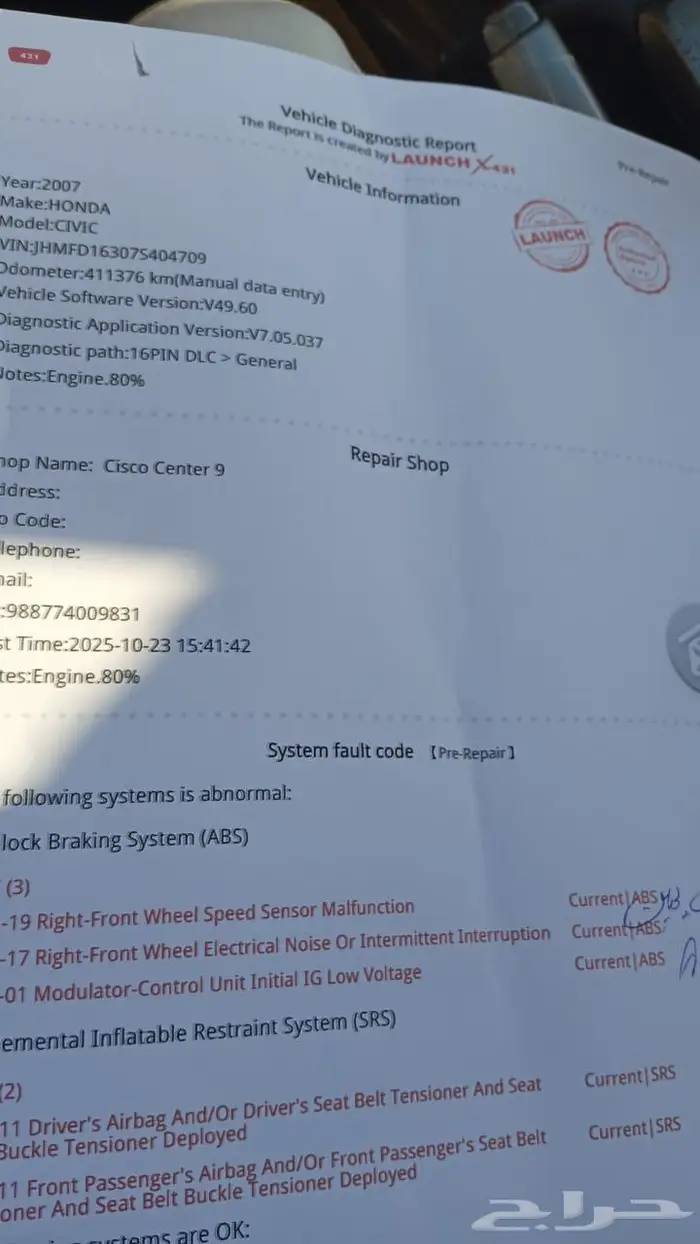 431
Vehicle Diagnostic Report
The Report is created by LAUNCH X431
Pre-Repair
Vehicle Information
LAUNCH
Year:2007
Make:HONDA
Model:CIVIC
VIN:JHMFD16307S404709
Odometer:411376 km(Manual data entry)
Vehicle Software Version:V49.60
Diagnostic Application Version:V7.05.037
Diagnostic path:16PIN DLC > General
Notes:Engine.80%
Repair Shop
hop Name: Cisco Center 9
ddress:
p Code:
lephone:
nail:
:988774009831
st Time:2025-10-23 15:41:42
tes:Engine.80%
System fault code 【Pre-Repair】
following systems is abnormal:
lock Braking System (ABS)
(3)
-19 Right-Front Wheel Speed Sensor Malfunction Current|ABS
-17 Right-Front Wheel Electrical Noise Or Intermittent Interruption Current|ABS
-01 Modulator-Control Unit Initial IG Low Voltage Current|ABS
emental Inflatable Restraint System (SRS)
(2)
11 Driver's Airbag And/Or Driver's Seat Belt Tensioner And Seat Current|SRS
Buckle Tensioner Deployed
11 Front Passenger's Airbag And/Or Front Passenger's Seat Belt Current|SRS
oner And Seat Belt Buckle Tensioner Deployed
systems are OK:
حراج